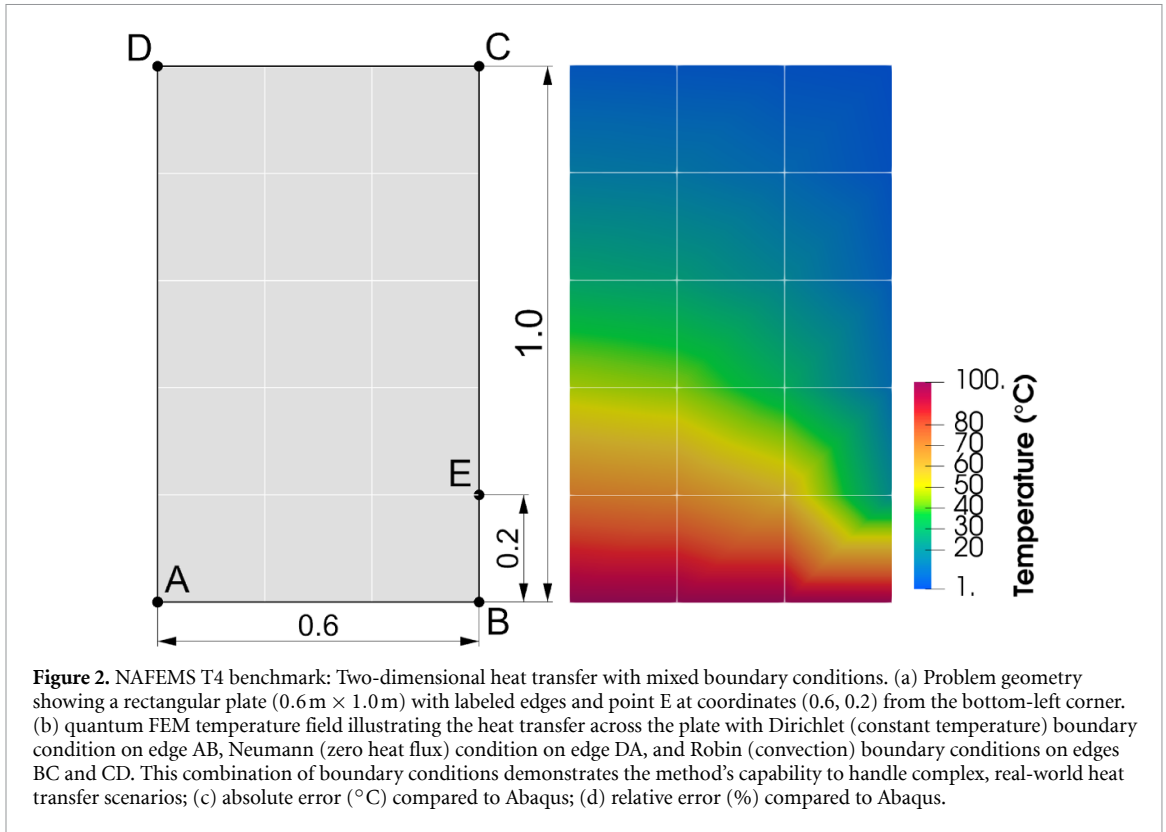 D
C
E
A
B
0.6
0.2
1.0
100.
80
70
60
50
40
30
20
1.
Temperature (°C)
Figure 2. NAFEMS T4 benchmark: Two-dimensional heat transfer with mixed boundary conditions. (a) Problem geometry
showing a rectangular plate (0.6 m × 1.0 m) with labeled edges and point E at coordinates (0.6, 0.2) from the bottom-left corner.
(b) quantum FEM temperature field illustrating the heat transfer across the plate with Dirichlet (constant temperature) boundary
condition on edge AB, Neumann (zero heat flux) condition on edge DA, and Robin (convection) boundary conditions on edges
BC and CD. This combination of boundary conditions demonstrates the method's capability to handle complex, real-world heat
transfer scenarios; (c) absolute error (°C) compared to Abaqus; (d) relative error (%) compared to Abaqus.